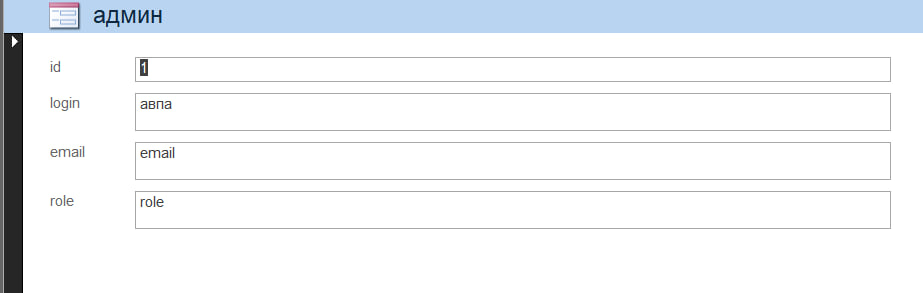 админ
id 1
login авпа
email email
role role